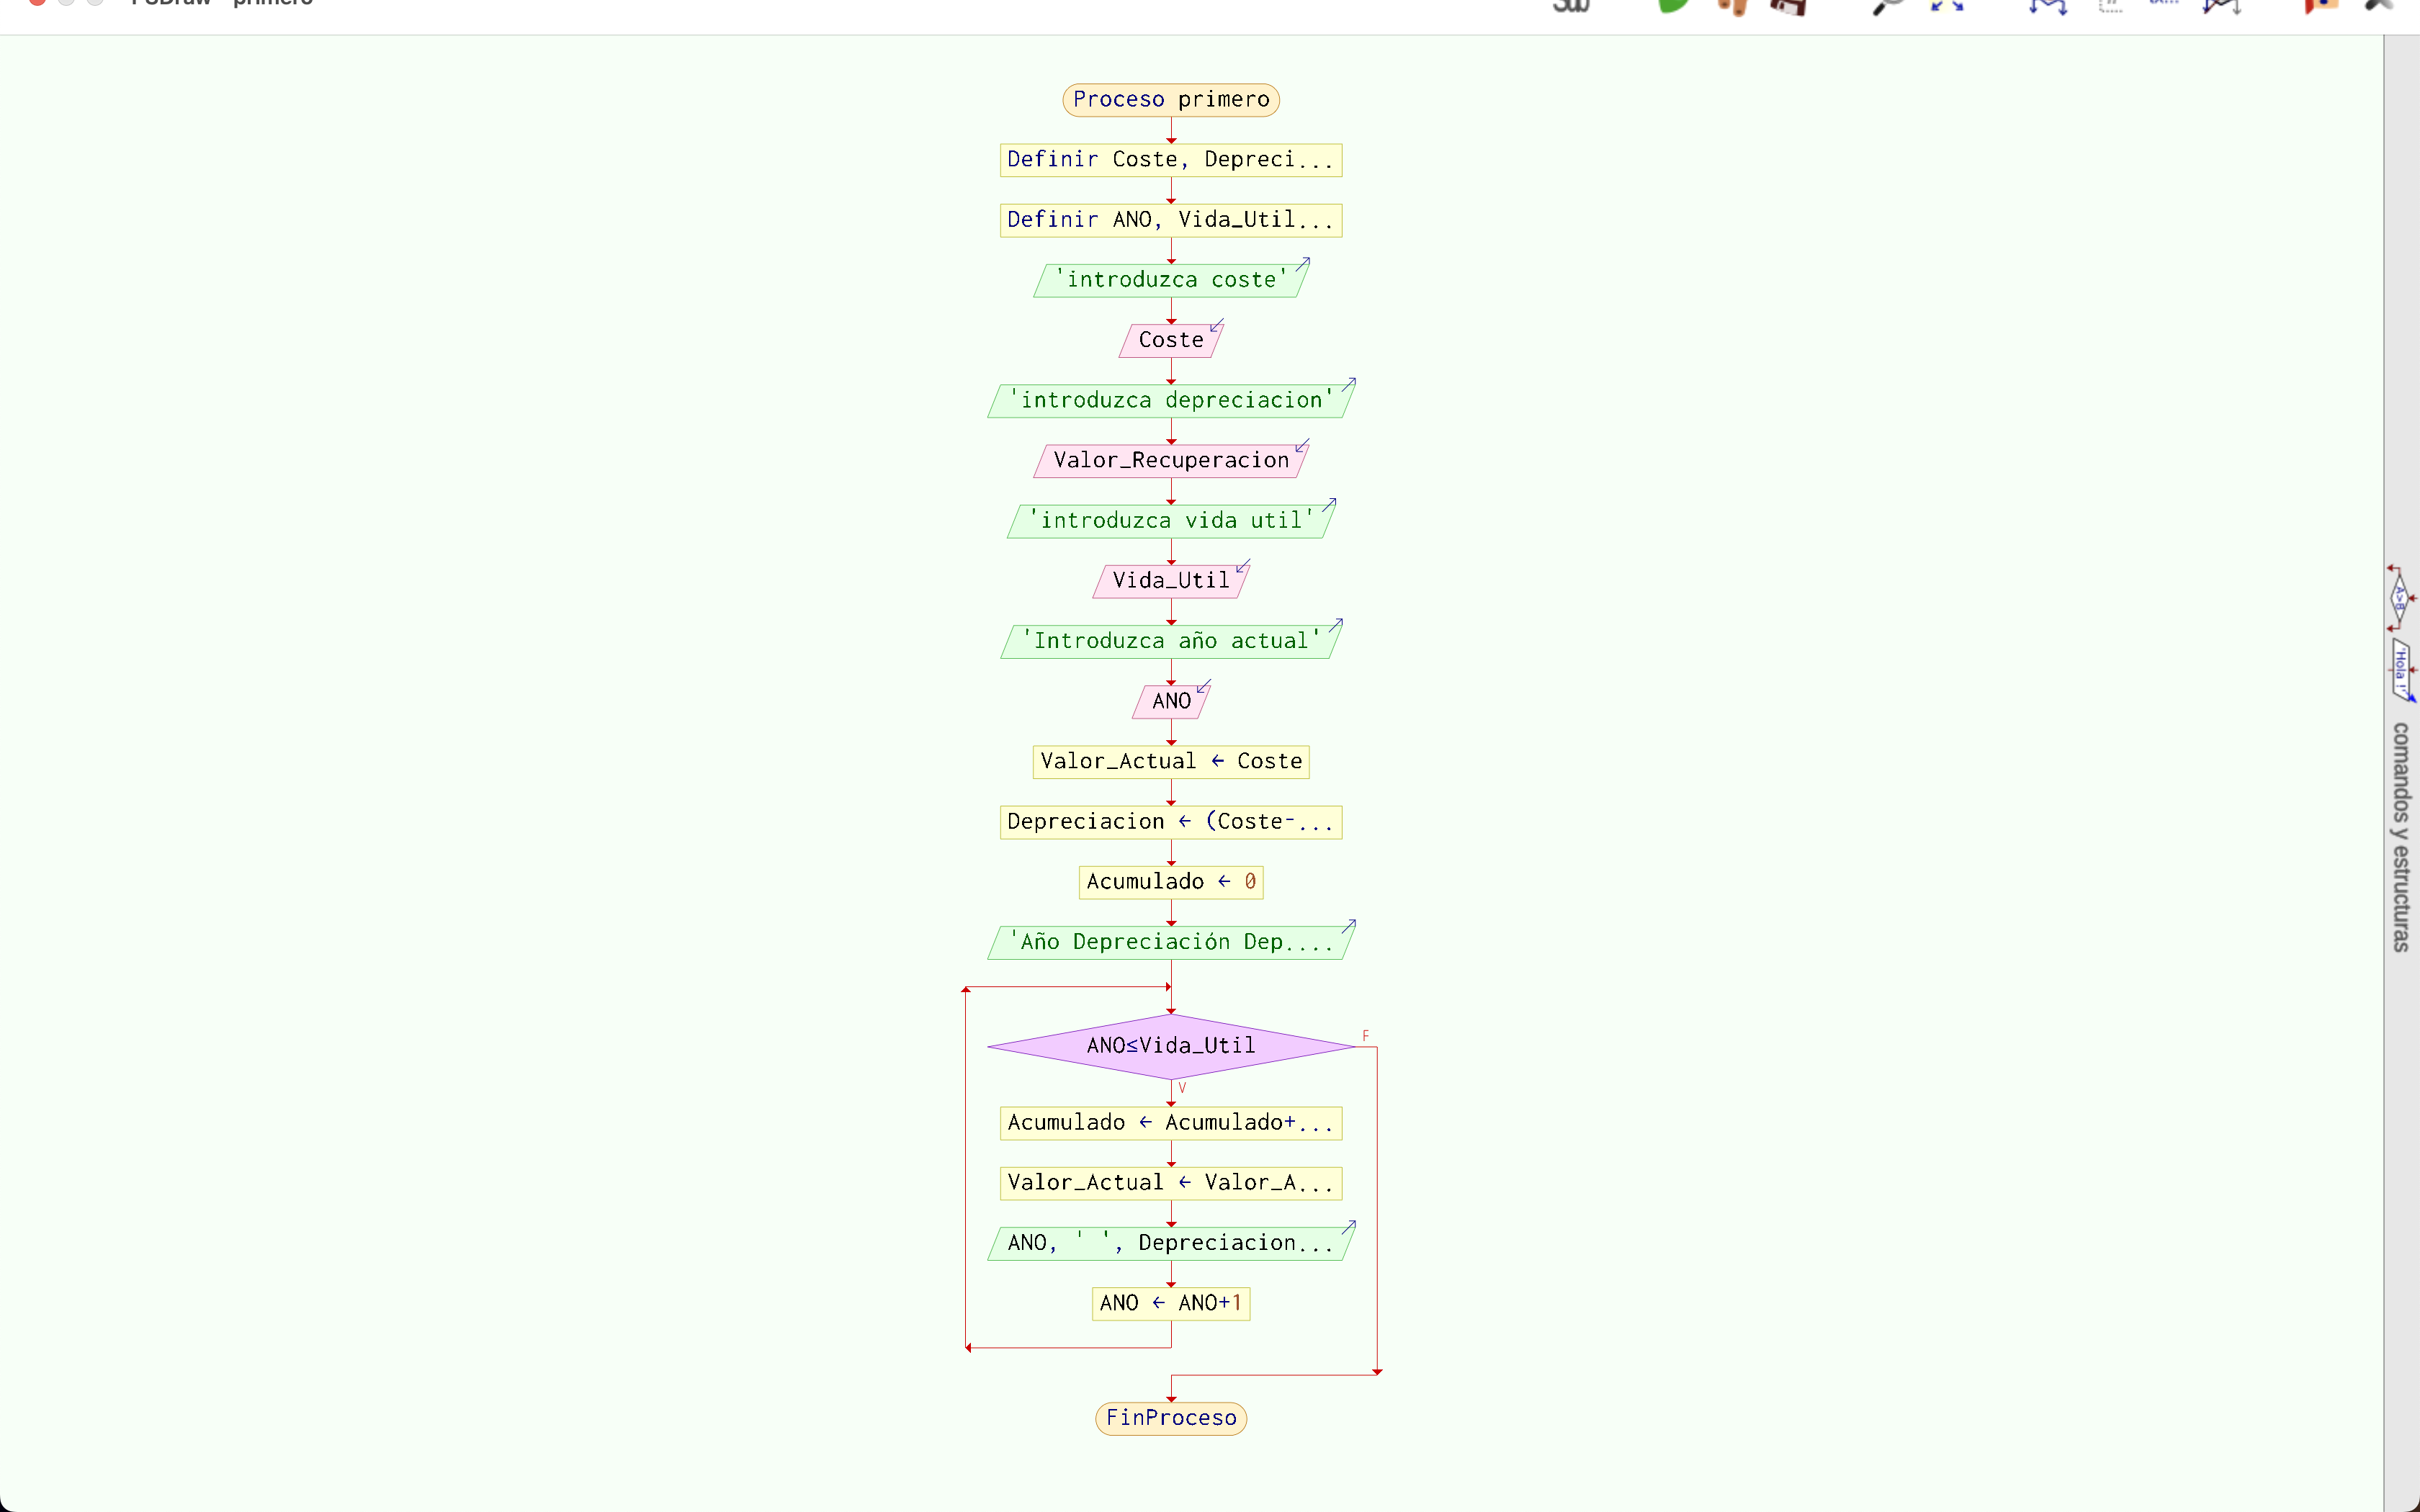 primero
Sub
Proceso primero
Definir Coste, Depreci...
Definir ANO, Vida_Util...
'introduzca coste'
Coste
'introduzca depreciacion'
Valor_Recuperacion
'introduzca vida util'
Vida_Util
'Introduzca año actual'
ANO
Valor_Actual ← Coste
Depreciacion ← (Coste-...
Acumulado ← 0
'Año Depreciación Dep....
ANO≤Vida_Util
F
V
Acumulado ← Acumulado+...
Valor_Actual ← Valor_A...
ANO, ' ', Depreciacion...
ANO ← ANO+1
FinProceso
A>B
'Hola !'
comandos y estructuras